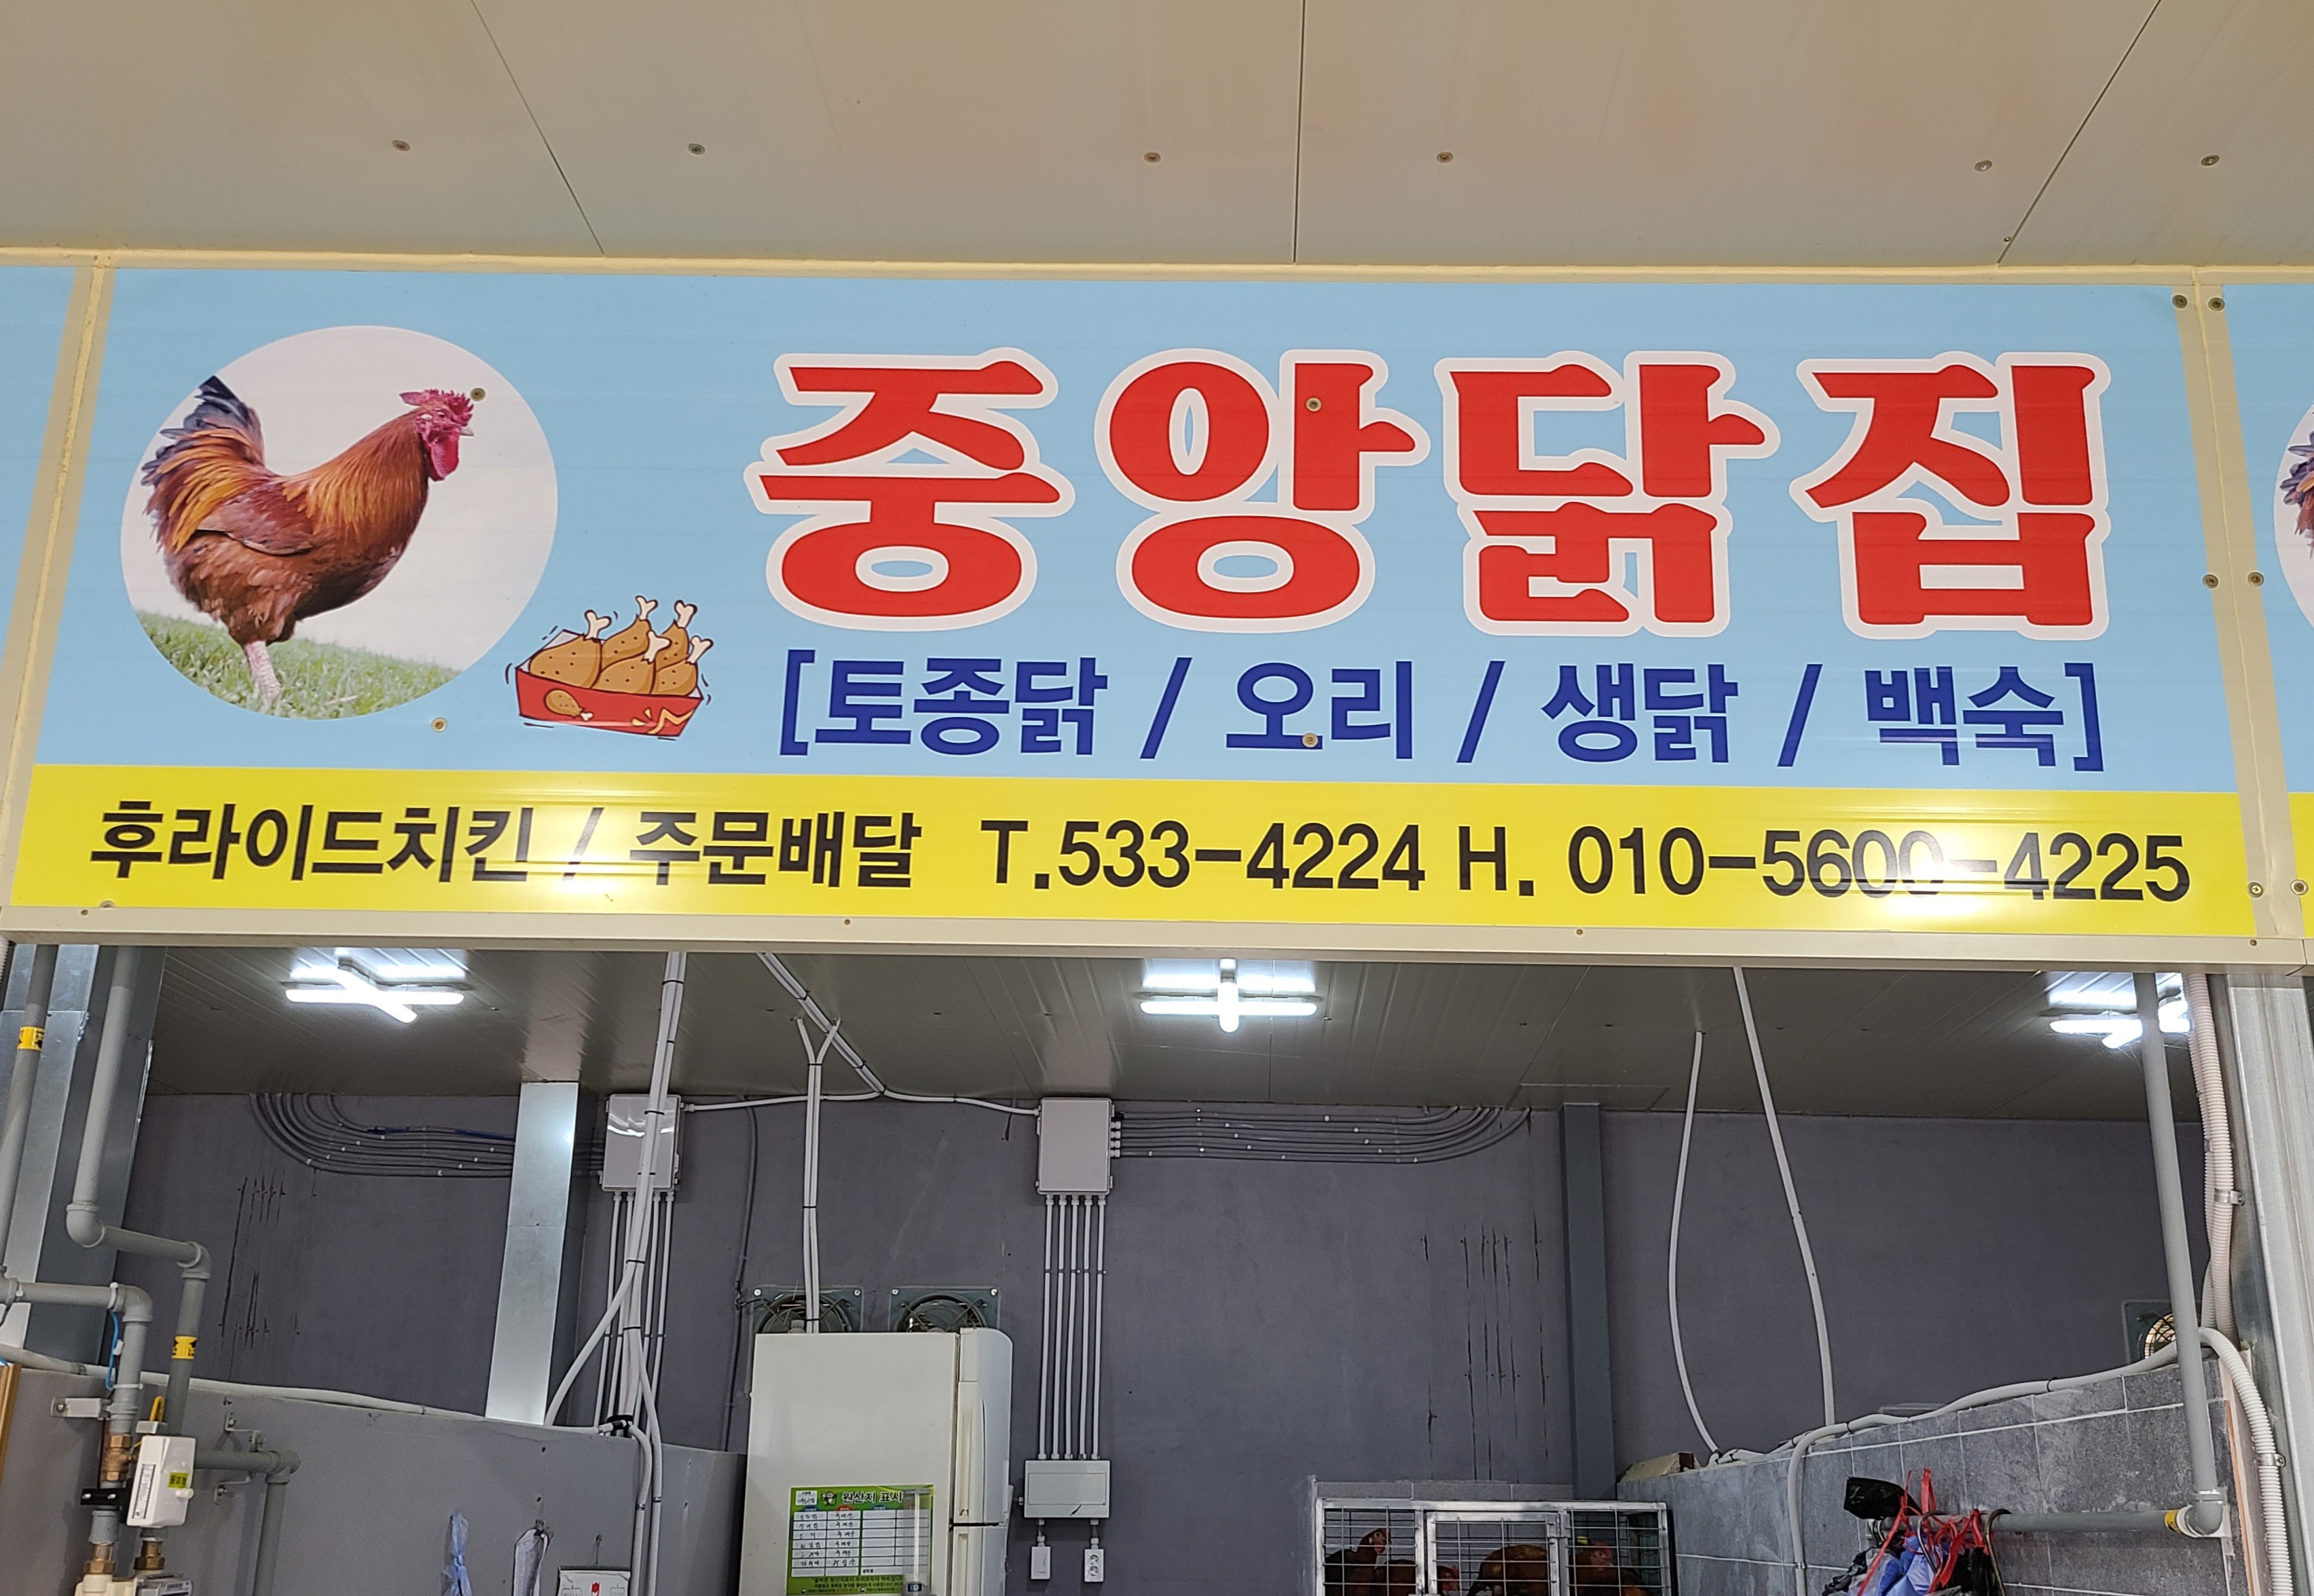 중앙닭집
[토종닭 / 오리 / 생닭 / 백숙]
후라이드치킨 / 주문배달 T.533-4224 H. 010-5600-4225
원산지 표시